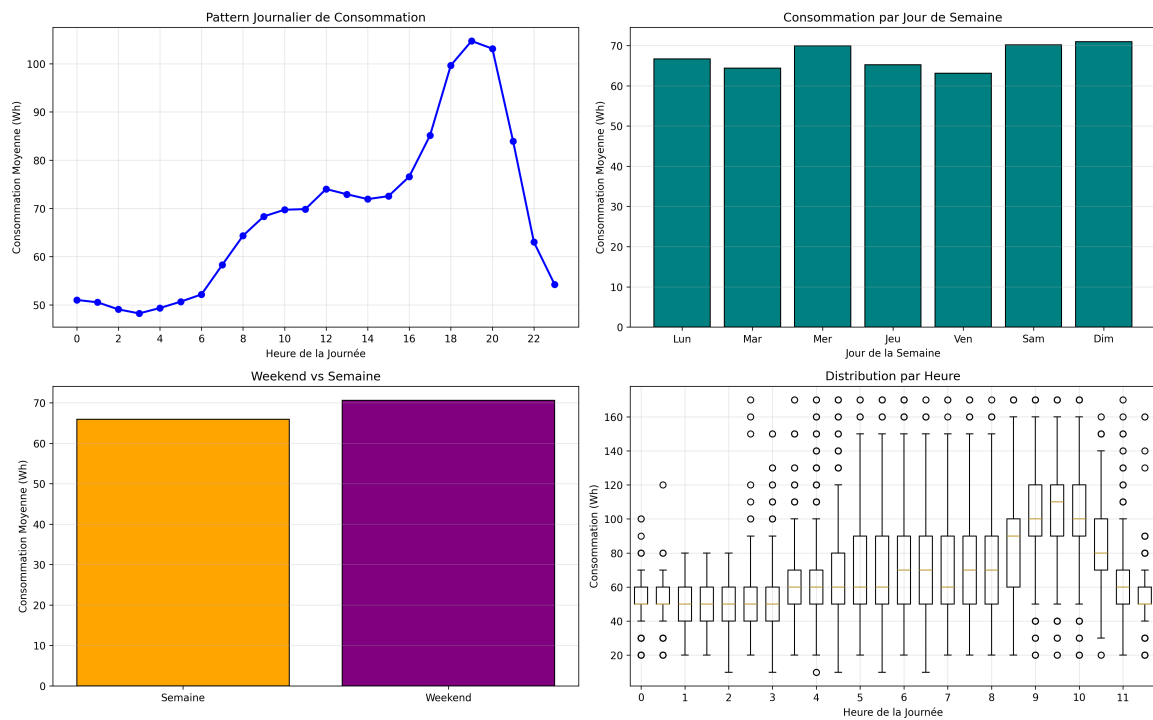 Pattern Journalier de Consommation
Consommation Moyenne (Wh)
100
90
80
70
60
50
0 2 4 6 8 10 12 14 16 18 20 22
Heure de la Journée
Consommation par Jour de Semaine
Consommation Moyenne (Wh)
70
60
50
40
30
20
10
0
Lun Mar Mer Jeu Ven Sam Dim
Jour de la Semaine
Weekend vs Semaine
Consommation Moyenne (Wh)
70
60
50
40
30
20
10
0
Semaine Weekend
Distribution par Heure
Consommation (Wh)
160
140
120
100
80
60
40
20
0 1 2 3 4 5 6 7 8 9 10 11
Heure de la Journée